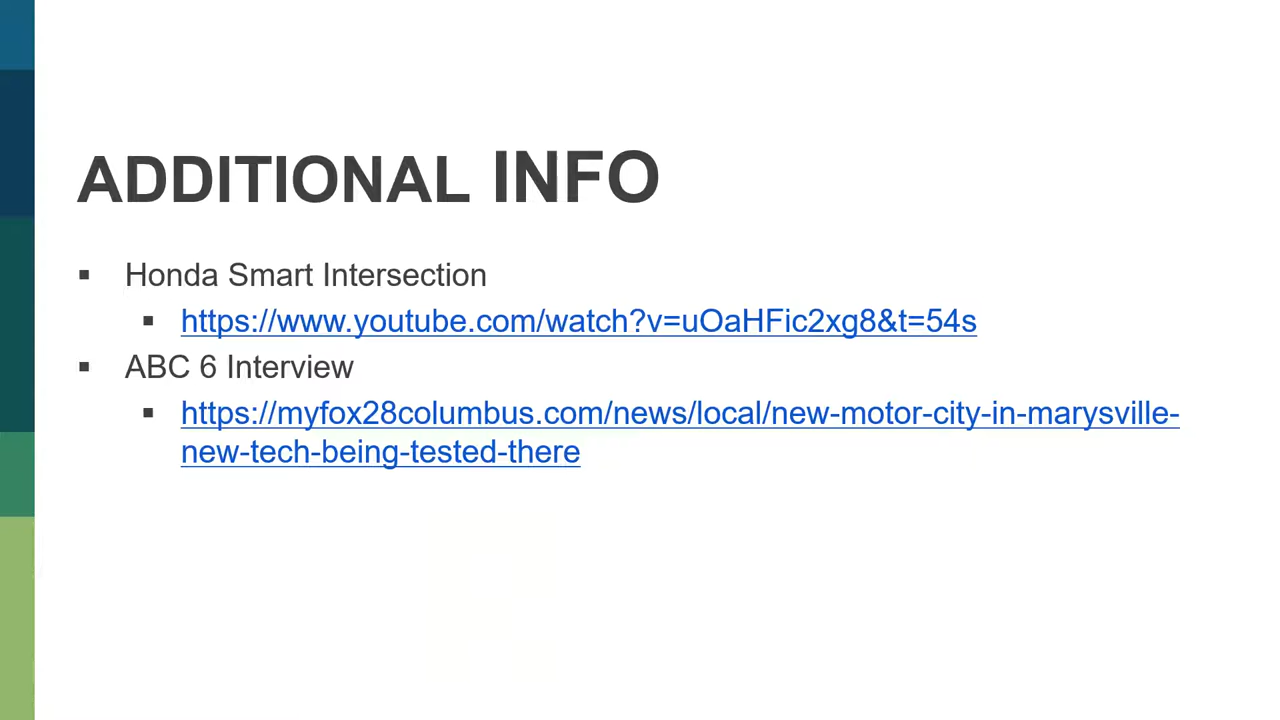 ADDITIONAL INFO
▪ Honda Smart Intersection
▪ https://www.youtube.com/watch?v=uOaHFic2xg8&t=54s
▪ ABC 6 Interview
▪ https://myfox28columbus.com/news/local/new-motor-city-in-marysville-
new-tech-being-tested-there